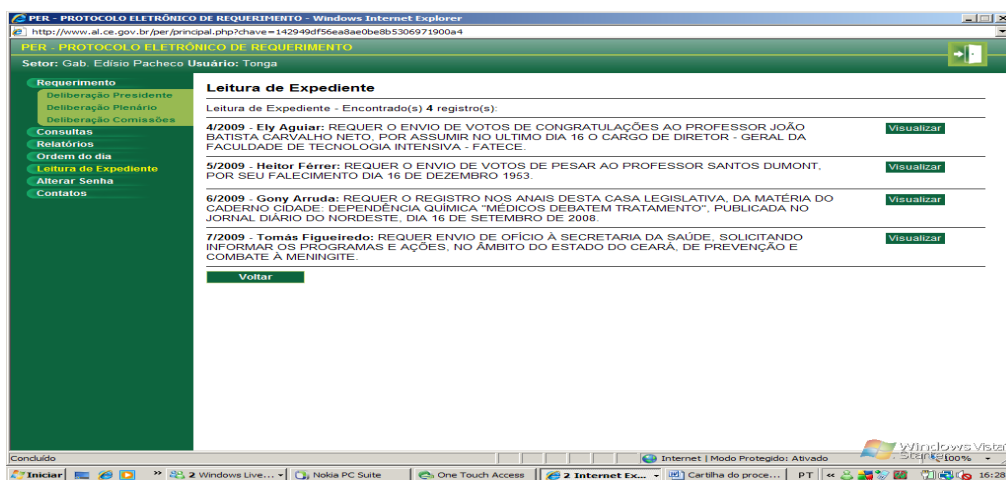 PER - PROTOCOLO ELETRÔNICO DE REQUERIMENTO - Windows Internet Explorer
http://www.al.ce.gov.br/per/principal.php?chave=142949df56ea8ae0be8b5306971900a4
PER - PROTOCOLO ELETRÔNICO DE REQUERIMENTO
Setor: Gab. Edísio Pacheco Usuário: Tonga
Requerimento
Deliberação Presidente
Deliberação Plenário
Deliberação Comissões
Consultas
Relatórios
Ordem do dia
Leitura de Expediente
Alterar Senha
Contatos
Leitura de Expediente
Leitura de Expediente - Encontrado(s) 4 registro(s):
4/2009 - Ely Aguiar: REQUER O ENVIO DE VOTOS DE CONGRATULAÇÕES AO PROFESSOR JOÃO
BATISTA CARVALHO NETO, POR ASSUMIR NO ULTIMO DIA 16 O CARGO DE DIRETOR - GERAL DA
FACULDADE DE TECNOLOGIA INTENSIVA - FATECE.
Visualizar
5/2009 - Heitor Férrer: REQUER O ENVIO DE VOTOS DE PESAR AO PROFESSOR SANTOS DUMONT,
POR SEU FALECIMENTO DIA 16 DE DEZEMBRO 1953.
Visualizar
6/2009 - Gony Arruda: REQUER O REGISTRO NOS ANAIS DESTA CASA LEGISLATIVA, DA MATÉRIA DO
CADERNO CIDADE: DEPENDÊNCIA QUÍMICA "MÉDICOS DEBATEM TRATAMENTO", PUBLICADA NO
JORNAL DIÁRIO DO NORDESTE, DIA 16 DE SETEMBRO DE 2008.
Visualizar
7/2009 - Tomás Figueiredo: REQUER ENVIO DE OFÍCIO À SECRETARIA DA SAÚDE, SOLICITANDO
INFORMAR OS PROGRAMAS E AÇÕES, NO ÂMBITO DO ESTADO DO CEARÁ, DE PREVENÇÃO E
COMBATE À MENINGITE.
Visualizar
Voltar
Windows Vista
Concluído
Internet | Modo Protegido: Ativado
100%
Iniciar
2 Windows Live...
Nokia PC Suite
One Touch Access
2 Internet Ex...
Cartilha do proce...
PT
16:28